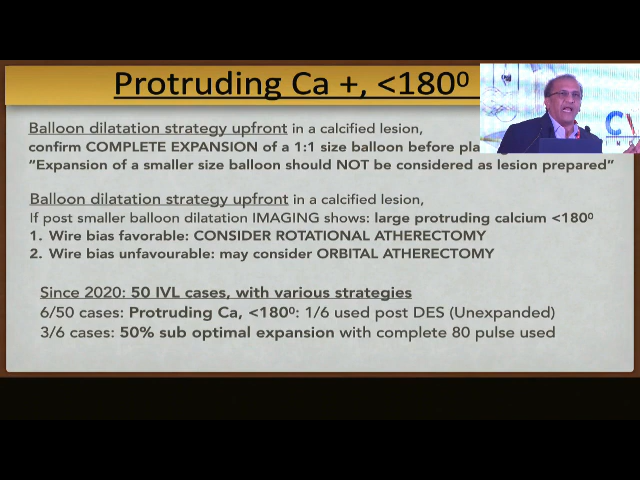 Protruding Ca +, <180⁰
Balloon dilatation strategy upfront in a calcified lesion,
confirm COMPLETE EXPANSION of a 1:1 size balloon before
"Expansion of a smaller size balloon should NOT be considered as lesion prepared"
Balloon dilatation strategy upfront in a calcified lesion,
If post smaller balloon dilatation IMAGING shows: large protruding calcium <180⁰
1. Wire bias favorable: CONSIDER ROTATIONAL ATHERECTOMY
2. Wire bias unfavourable: may consider ORBITAL ATHERECTOMY
Since 2020: 50 IVL cases, with various strategies
6/50 cases: Protruding Ca, <180⁰: 1/6 used post DES (Unexpanded)
3/6 cases: 50% sub optimal expansion with complete 80 pulse used